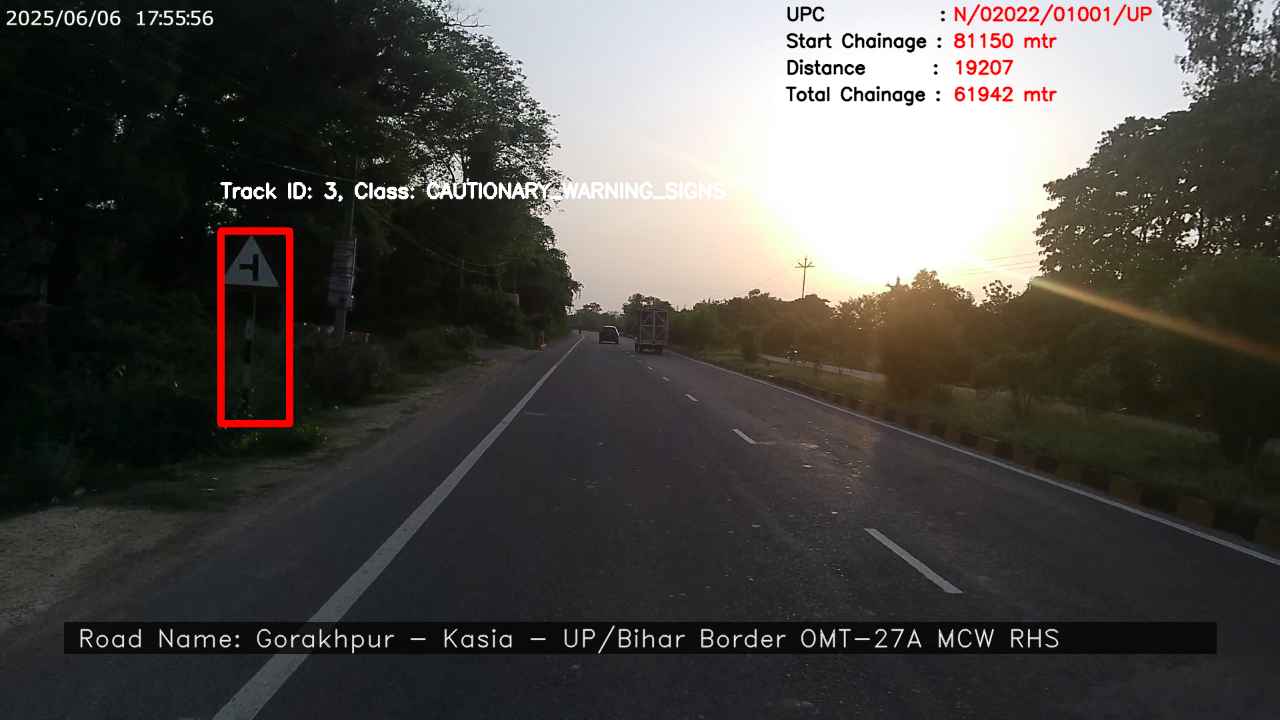 2025/06/06 17:55:56
UPC : N/02022/01001/UP
Start Chainage : 81150 mtr
Distance : 19207
Total Chainage : 61942 mtr
Track ID: 3, Class: CAUTIONARY_WARNING_SIGNS
Road Name: Gorakhpur - Kasia - UP/Bihar Border OMT-27A MCW RHS